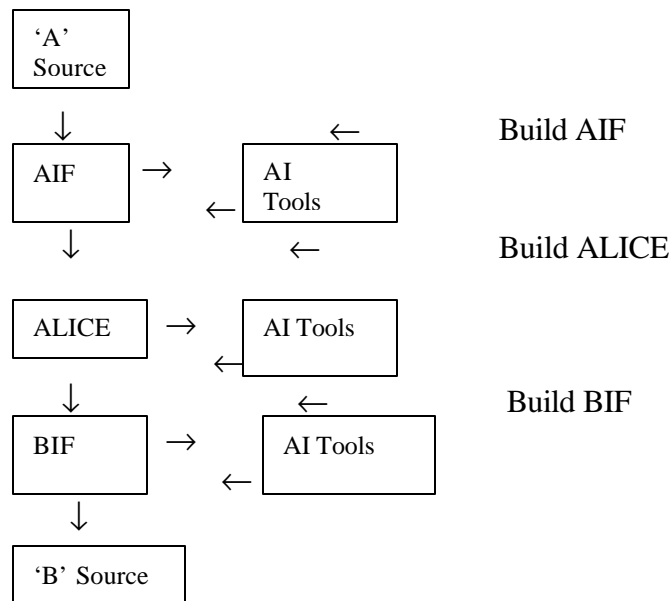 ‘A’
Source
Build AIF
AIF
AI
Tools
Build ALICE
ALICE
AI Tools
Build BIF
BIF
AI Tools
‘B’ Source